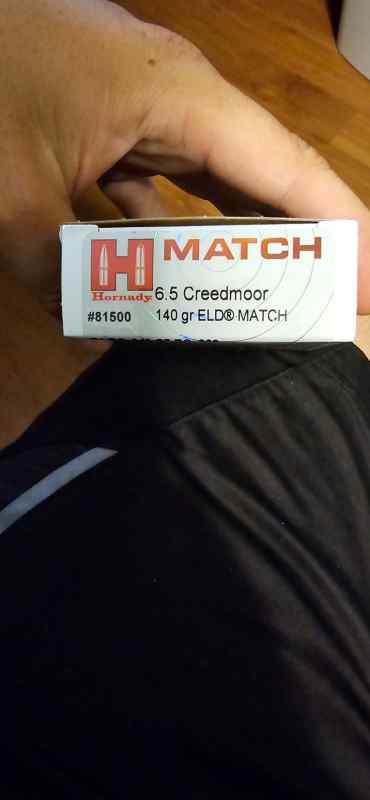 H MATCH
Hornady 6.5 Creedmoor
#81500 140 gr ELD® MATCH